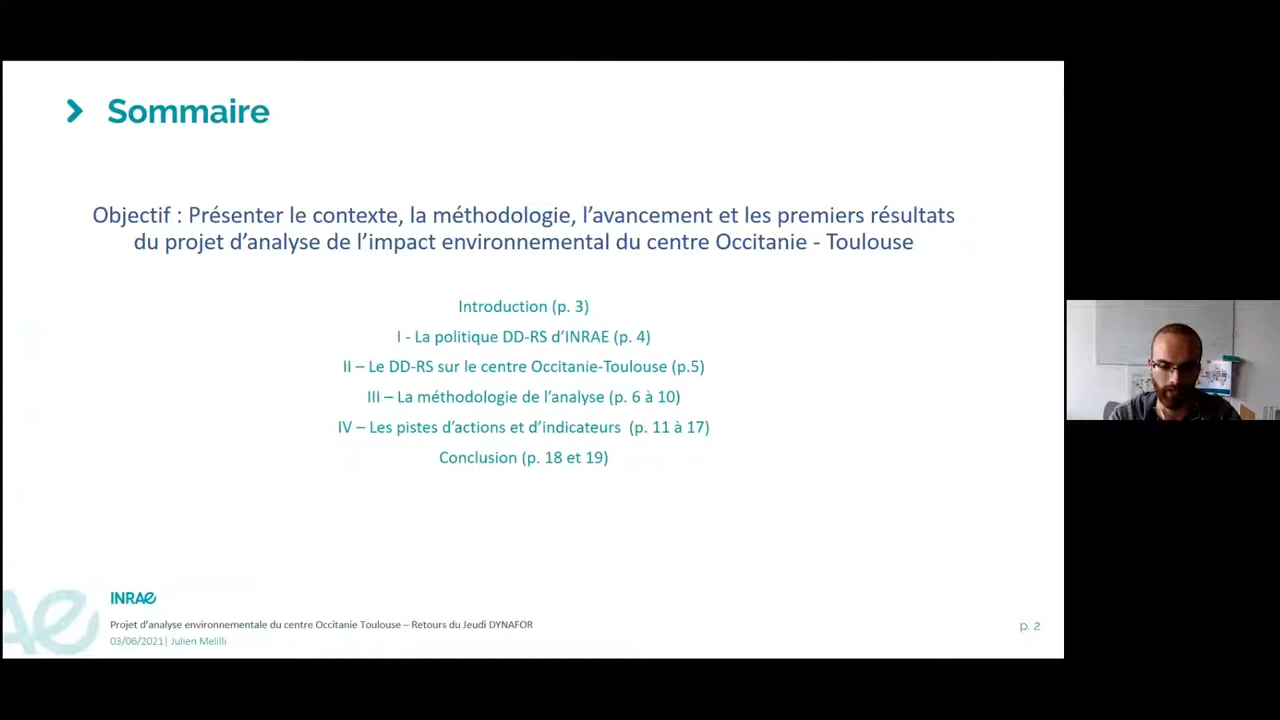 Sommaire
Objectif : Présenter le contexte, la méthodologie, l’avancement et les premiers résultats
du projet d’analyse de l’impact environnemental du centre Occitanie - Toulouse
Introduction (p. 3)
I - La politique DD-RS d’INRAE (p. 4)
II – Le DD-RS sur le centre Occitanie-Toulouse (p.5)
III – La méthodologie de l’analyse (p. 6 à 10)
IV – Les pistes d’actions et d’indicateurs (p. 11 à 17)
Conclusion (p. 18 et 19)
INRAE
Projet d’analyse environnementale du centre Occitanie Toulouse – Retours du Jeudi DYNAFOR
03/06/2021 | Julien Melilli
p. 2